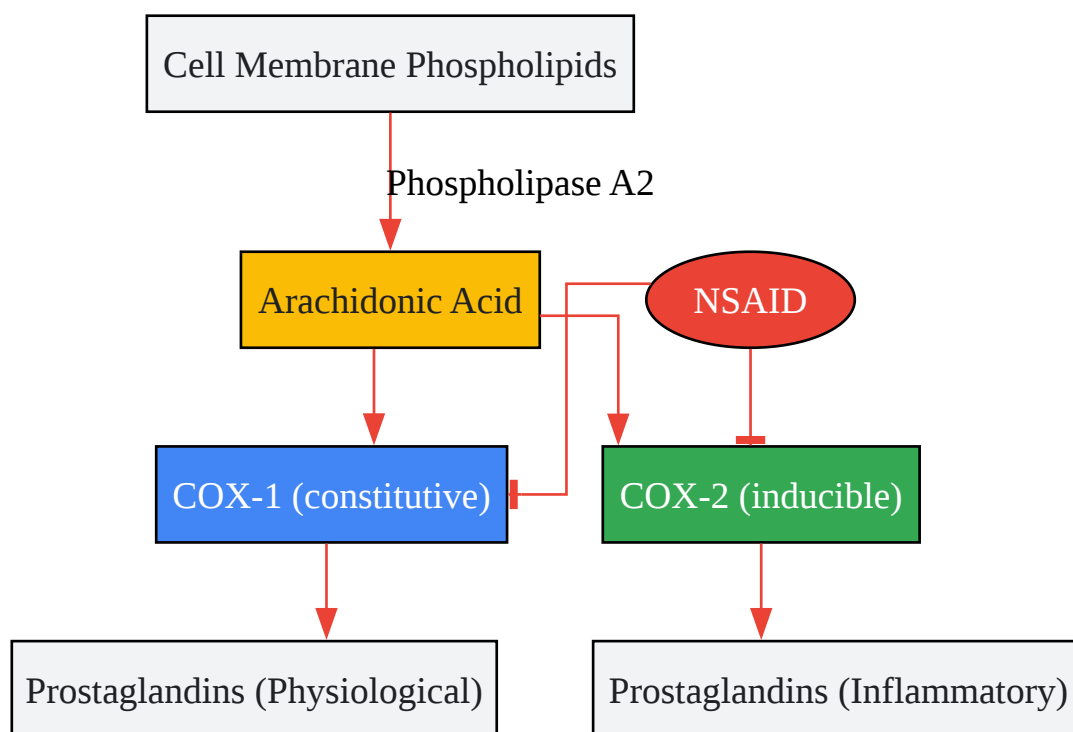 Cell Membrane Phospholipids
Phospholipase A2
Arachidonic Acid
NSAID
COX-1 (constitutive)
COX-2 (inducible)
Prostaglandins (Physiological)
Prostaglandins (Inflammatory)